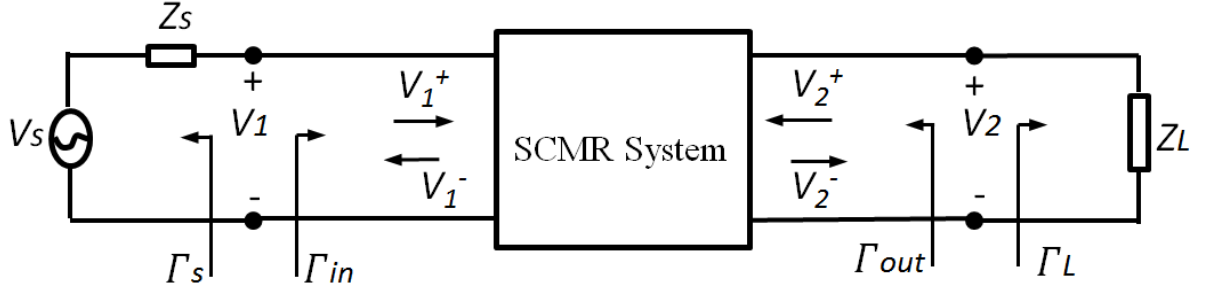 Zs
+ V1 -
Vs
V1+
V1-
SCMR System
V2+
V2-
+ V2 -
ZL
Γs
Γin
Γout
ΓL